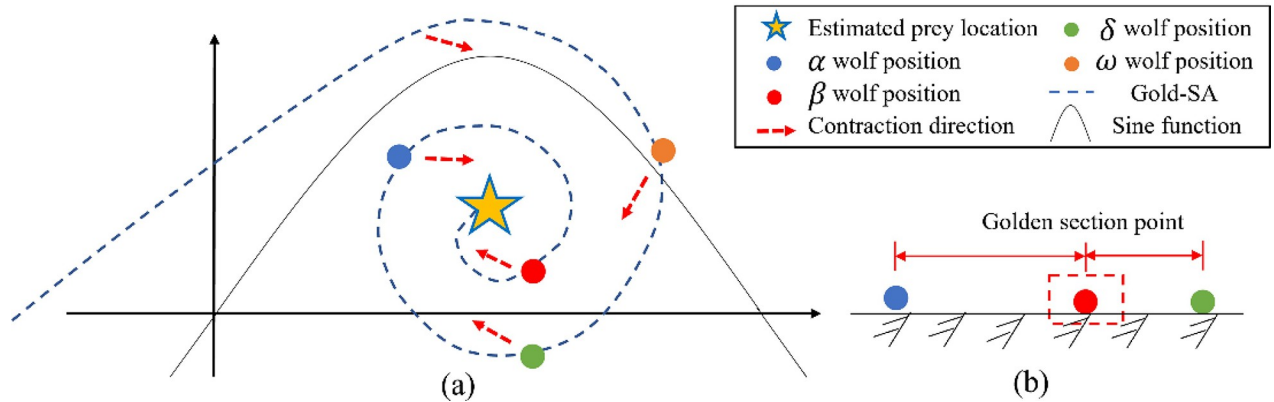 Estimated prey location
α wolf position
β wolf position
Contraction direction
δ wolf position
ω wolf position
Gold-SA
Sine function
Golden section point
(a)
(b)